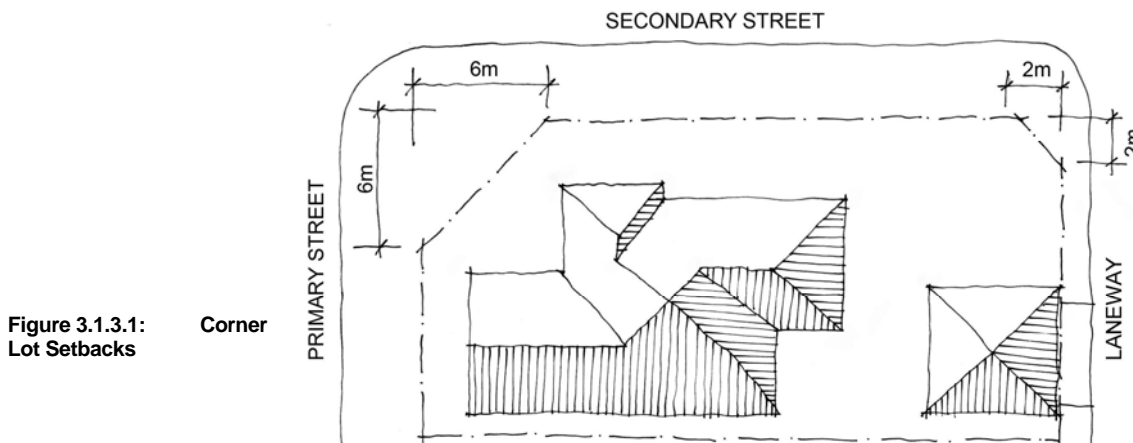 SECONDARY STREET
6m
2m
6m
2m
PRIMARY STREET
LANEWAY
Figure 3.1.3.1: Corner
Lot Setbacks